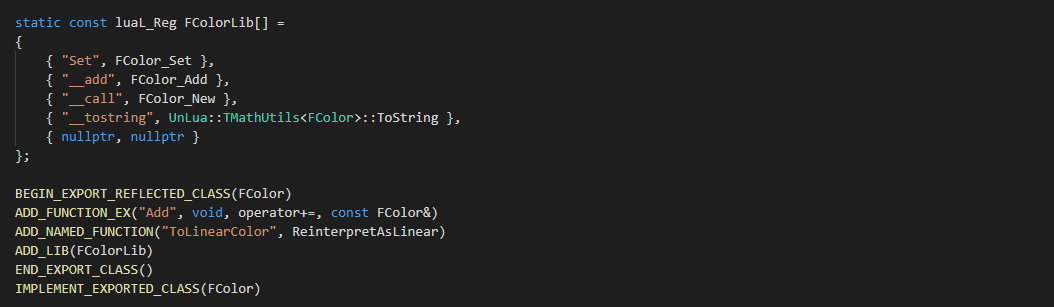 static const luaL_Reg FColorLib[] =
{
    { "Set", FColor_Set },
    { "__add", FColor_Add },
    { "__call", FColor_New },
    { "__tostring", UnLua::TMathUtils<FColor>::ToString },
    { nullptr, nullptr }
};
BEGIN_EXPORT_REFLECTED_CLASS(FColor)
ADD_FUNCTION_EX("Add", void, operator+=, const FColor&)
ADD_NAMED_FUNCTION("ToLinearColor", ReinterpretAsLinear)
ADD_LIB(FColorLib)
END_EXPORT_CLASS()
IMPLEMENT_EXPORTED_CLASS(FColor)